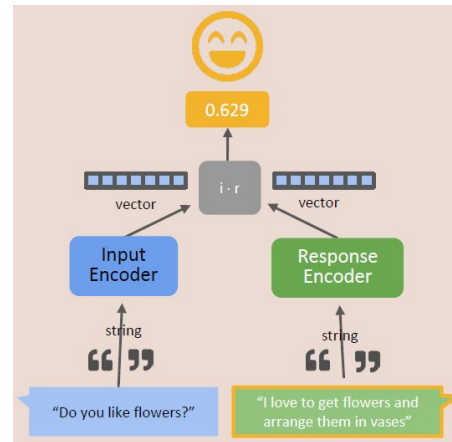 0.629
i · r
vector
vector
Input
Encoder
Response
Encoder
string
string
“ ”
“ ”
“Do you like flowers?”
“I love to get flowers and
arrange them in vases”